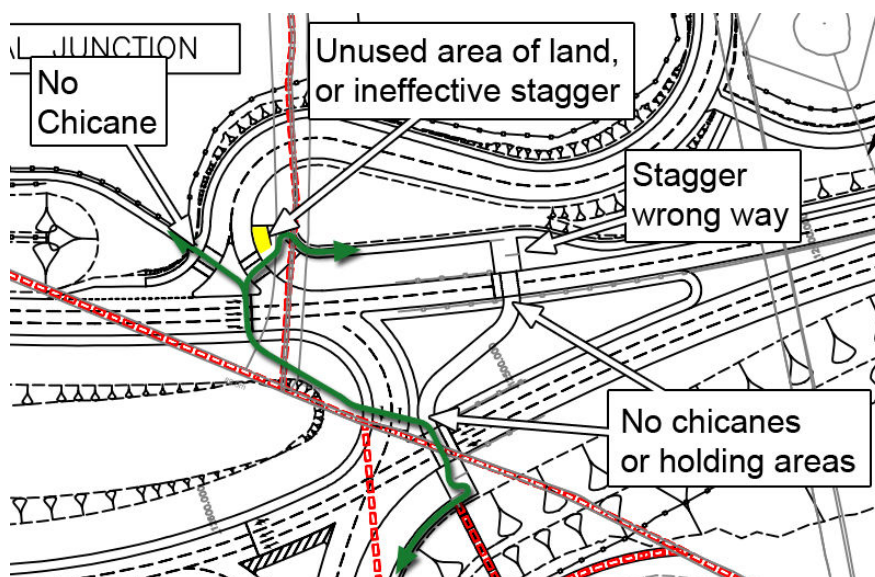 AL JUNCTION
No
Chicane
Unused area of land,
or ineffective stagger
Stagger
wrong way
No chicanes
or holding areas